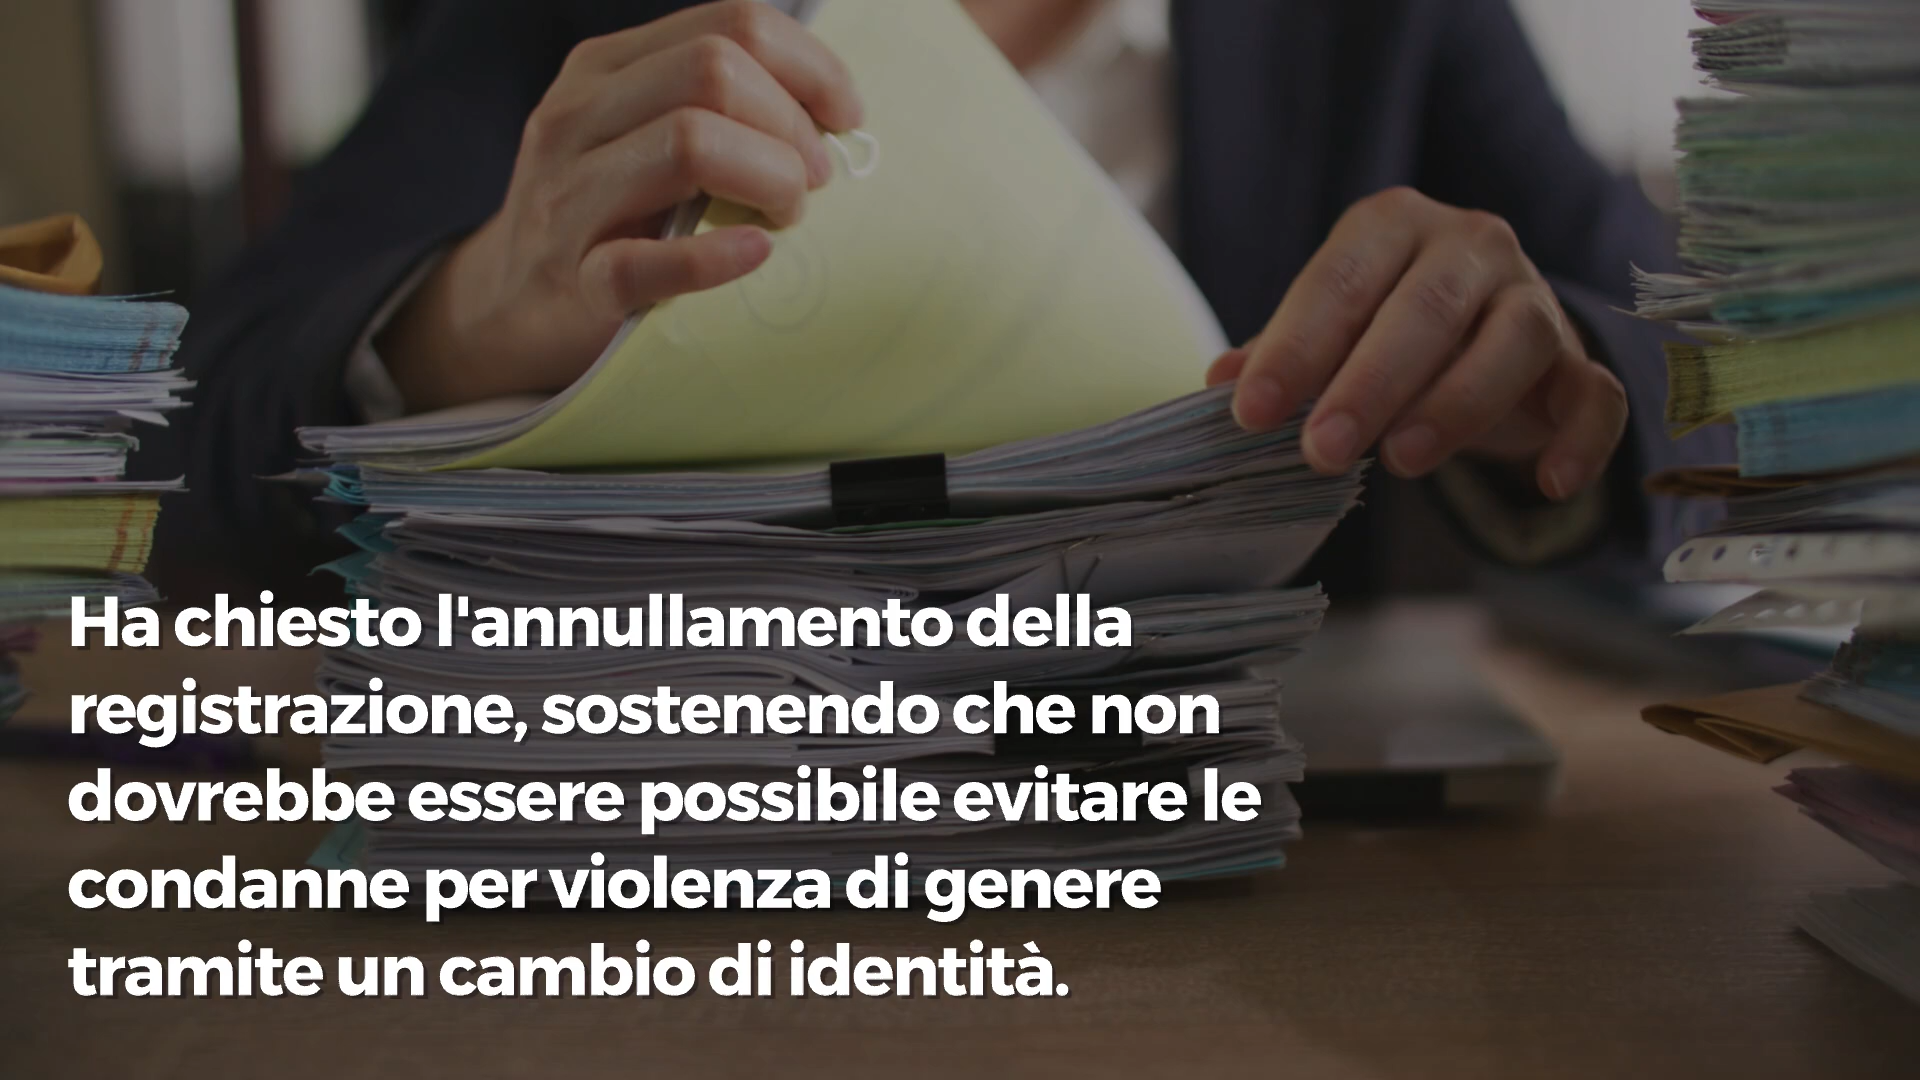 Ha chiesto l'annullamento della
registrazione, sostenendo che non
dovrebbe essere possibile evitare le
condanne per violenza di genere
tramite un cambio di identità.